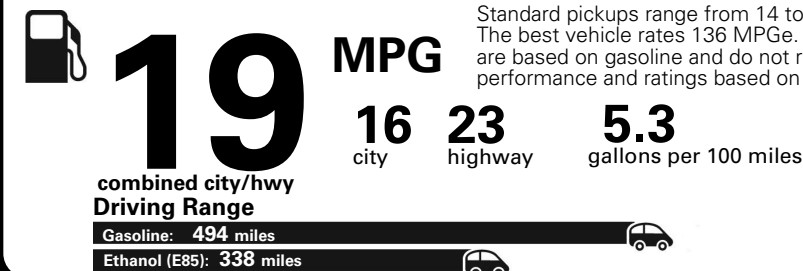 Standard pickups range from 14 to
The best vehicle rates 136 MPGe.
are based on gasoline and do not
performance and ratings based on
19 MPG
16 23 5.3
city highway gallons per 100 miles
combined city/hwy
Driving Range
Gasoline: 494 miles
Ethanol (E85): 338 miles